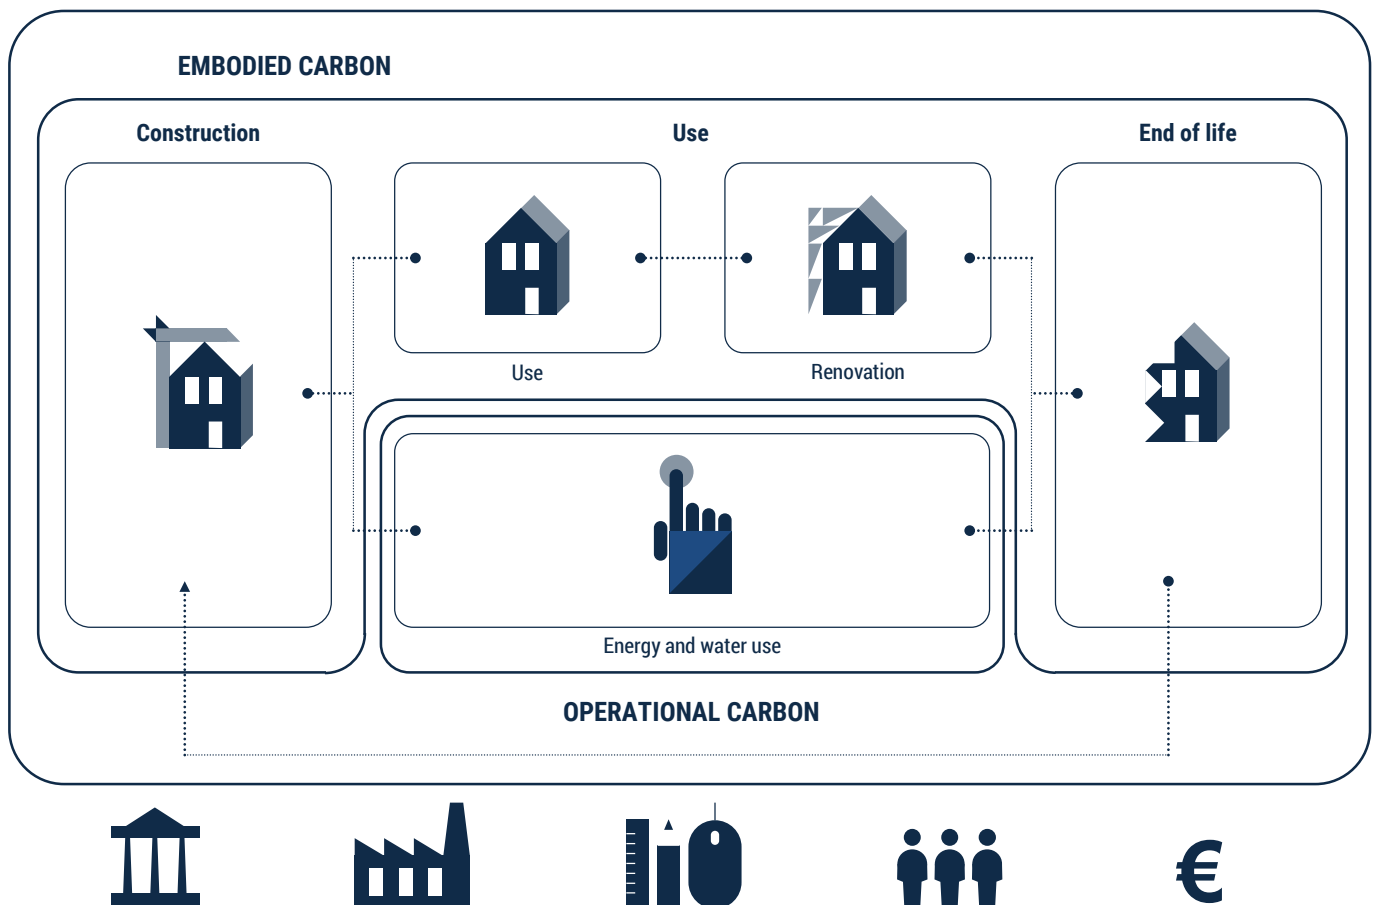 EMBODIED CARBON
Construction
Use
End of life
Use
Renovation
Energy and water use
OPERATIONAL CARBON
€